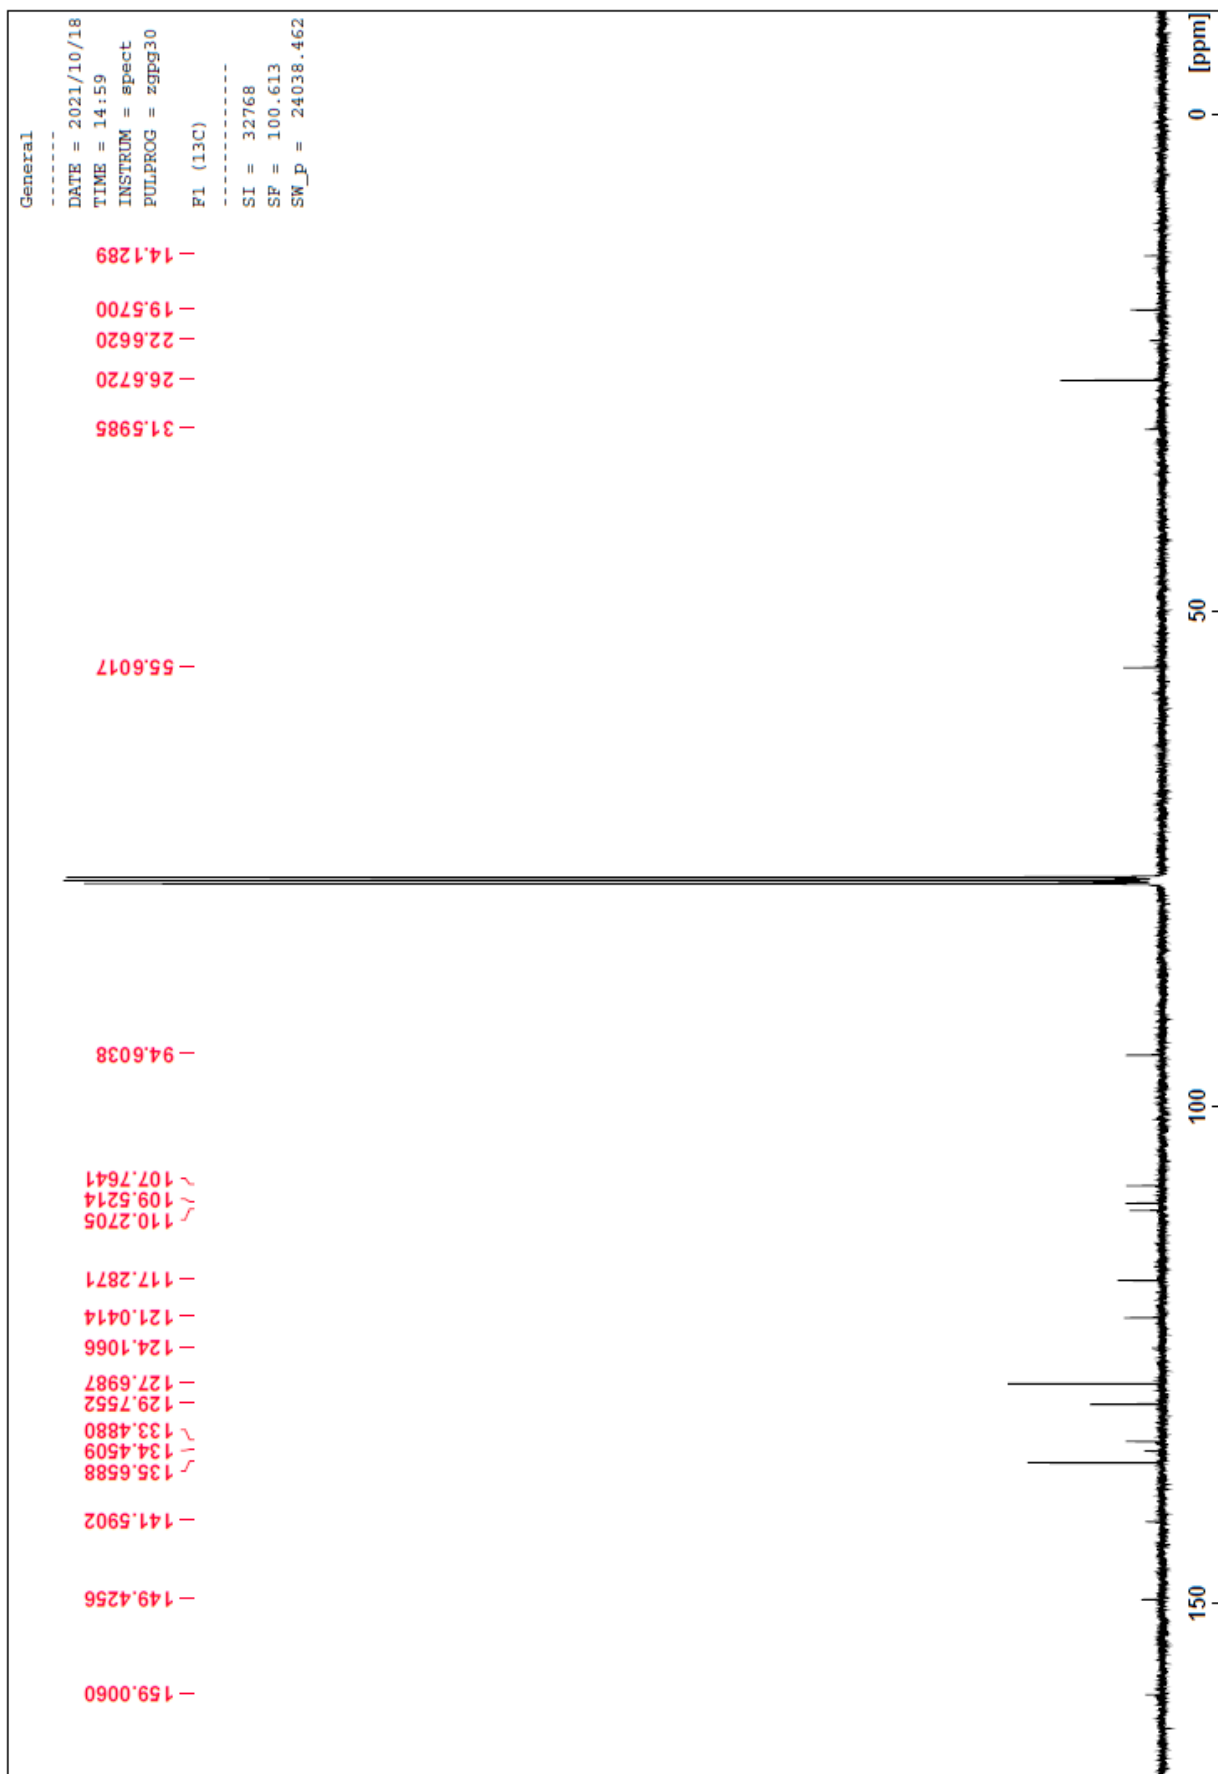 General
-------
DATE = 2021/10/18
TIME = 14:59
INSTRUM = spect
PULPROG = zgpg30
F1 (13C)
-------------
SI = 32768
SF = 100.613
SW_p = 24038.462
159.0060
149.4256
141.5902
135.6588
134.4509
133.4880
129.7552
127.6987
124.1066
121.0414
117.2871
110.2705
109.5214
107.7641
94.6038
55.6017
31.5985
26.6720
22.6620
19.5700
14.1289
150
100
50
0
[ppm]